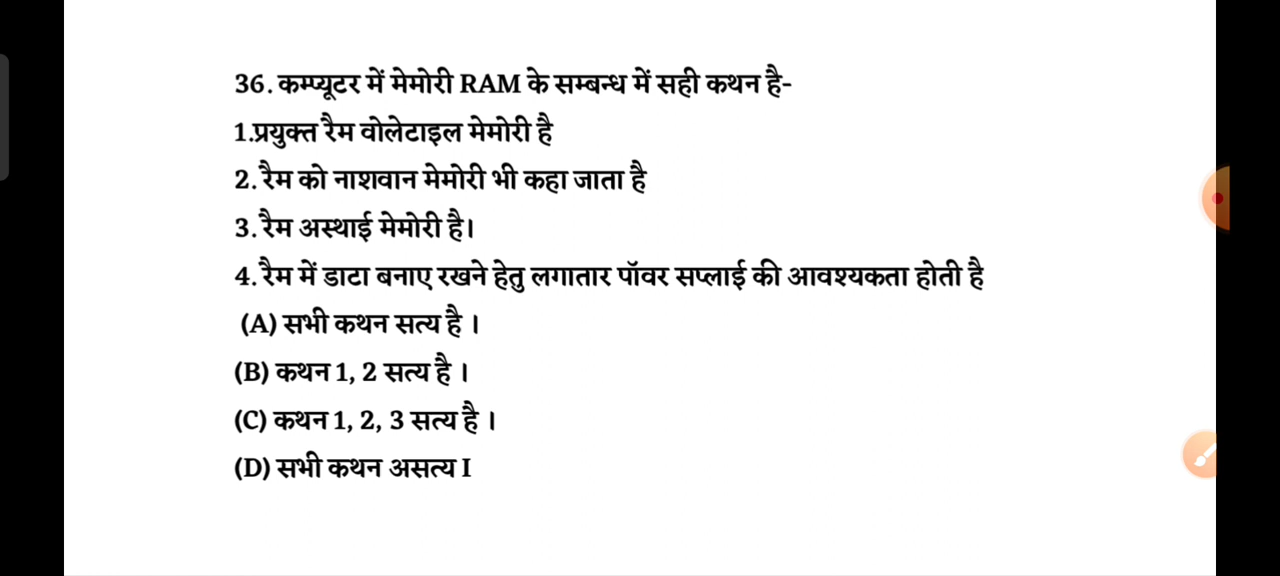 36. कम्प्यूटर में मेमोरी RAM के सम्बन्ध में सही कथन है-
1.प्रयुक्त रैम वोलेटाइल मेमोरी है
2. रैम को नाशवान मेमोरी भी कहा जाता है
3. रैम अस्थाई मेमोरी है।
4. रैम में डाटा बनाए रखने हेतु लगातार पॉवर सप्लाई की आवश्यकता होती है
(A) सभी कथन सत्य है ।
(B) कथन 1, 2 सत्य है ।
(C) कथन 1, 2, 3 सत्य है ।
(D) सभी कथन असत्य I